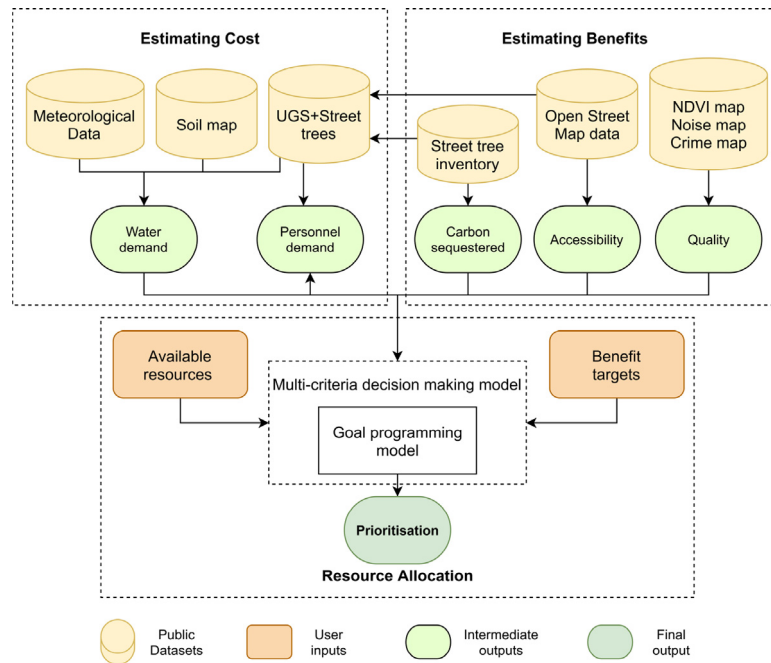 Estimating Cost
Estimating Benefits
Meteorological
Data
Soil map
UGS+Street
trees
Street tree
inventory
Open Street
Map data
NDVI map
Noise map
Crime map
Water
demand
Personnel
demand
Carbon
sequestered
Accessibility
Quality
Available
resources
Multi-criteria decision making model
Goal programming
model
Benefit
targets
Prioritisation
Resource Allocation
Public
Datasets
User
inputs
Intermediate
outputs
Final
output